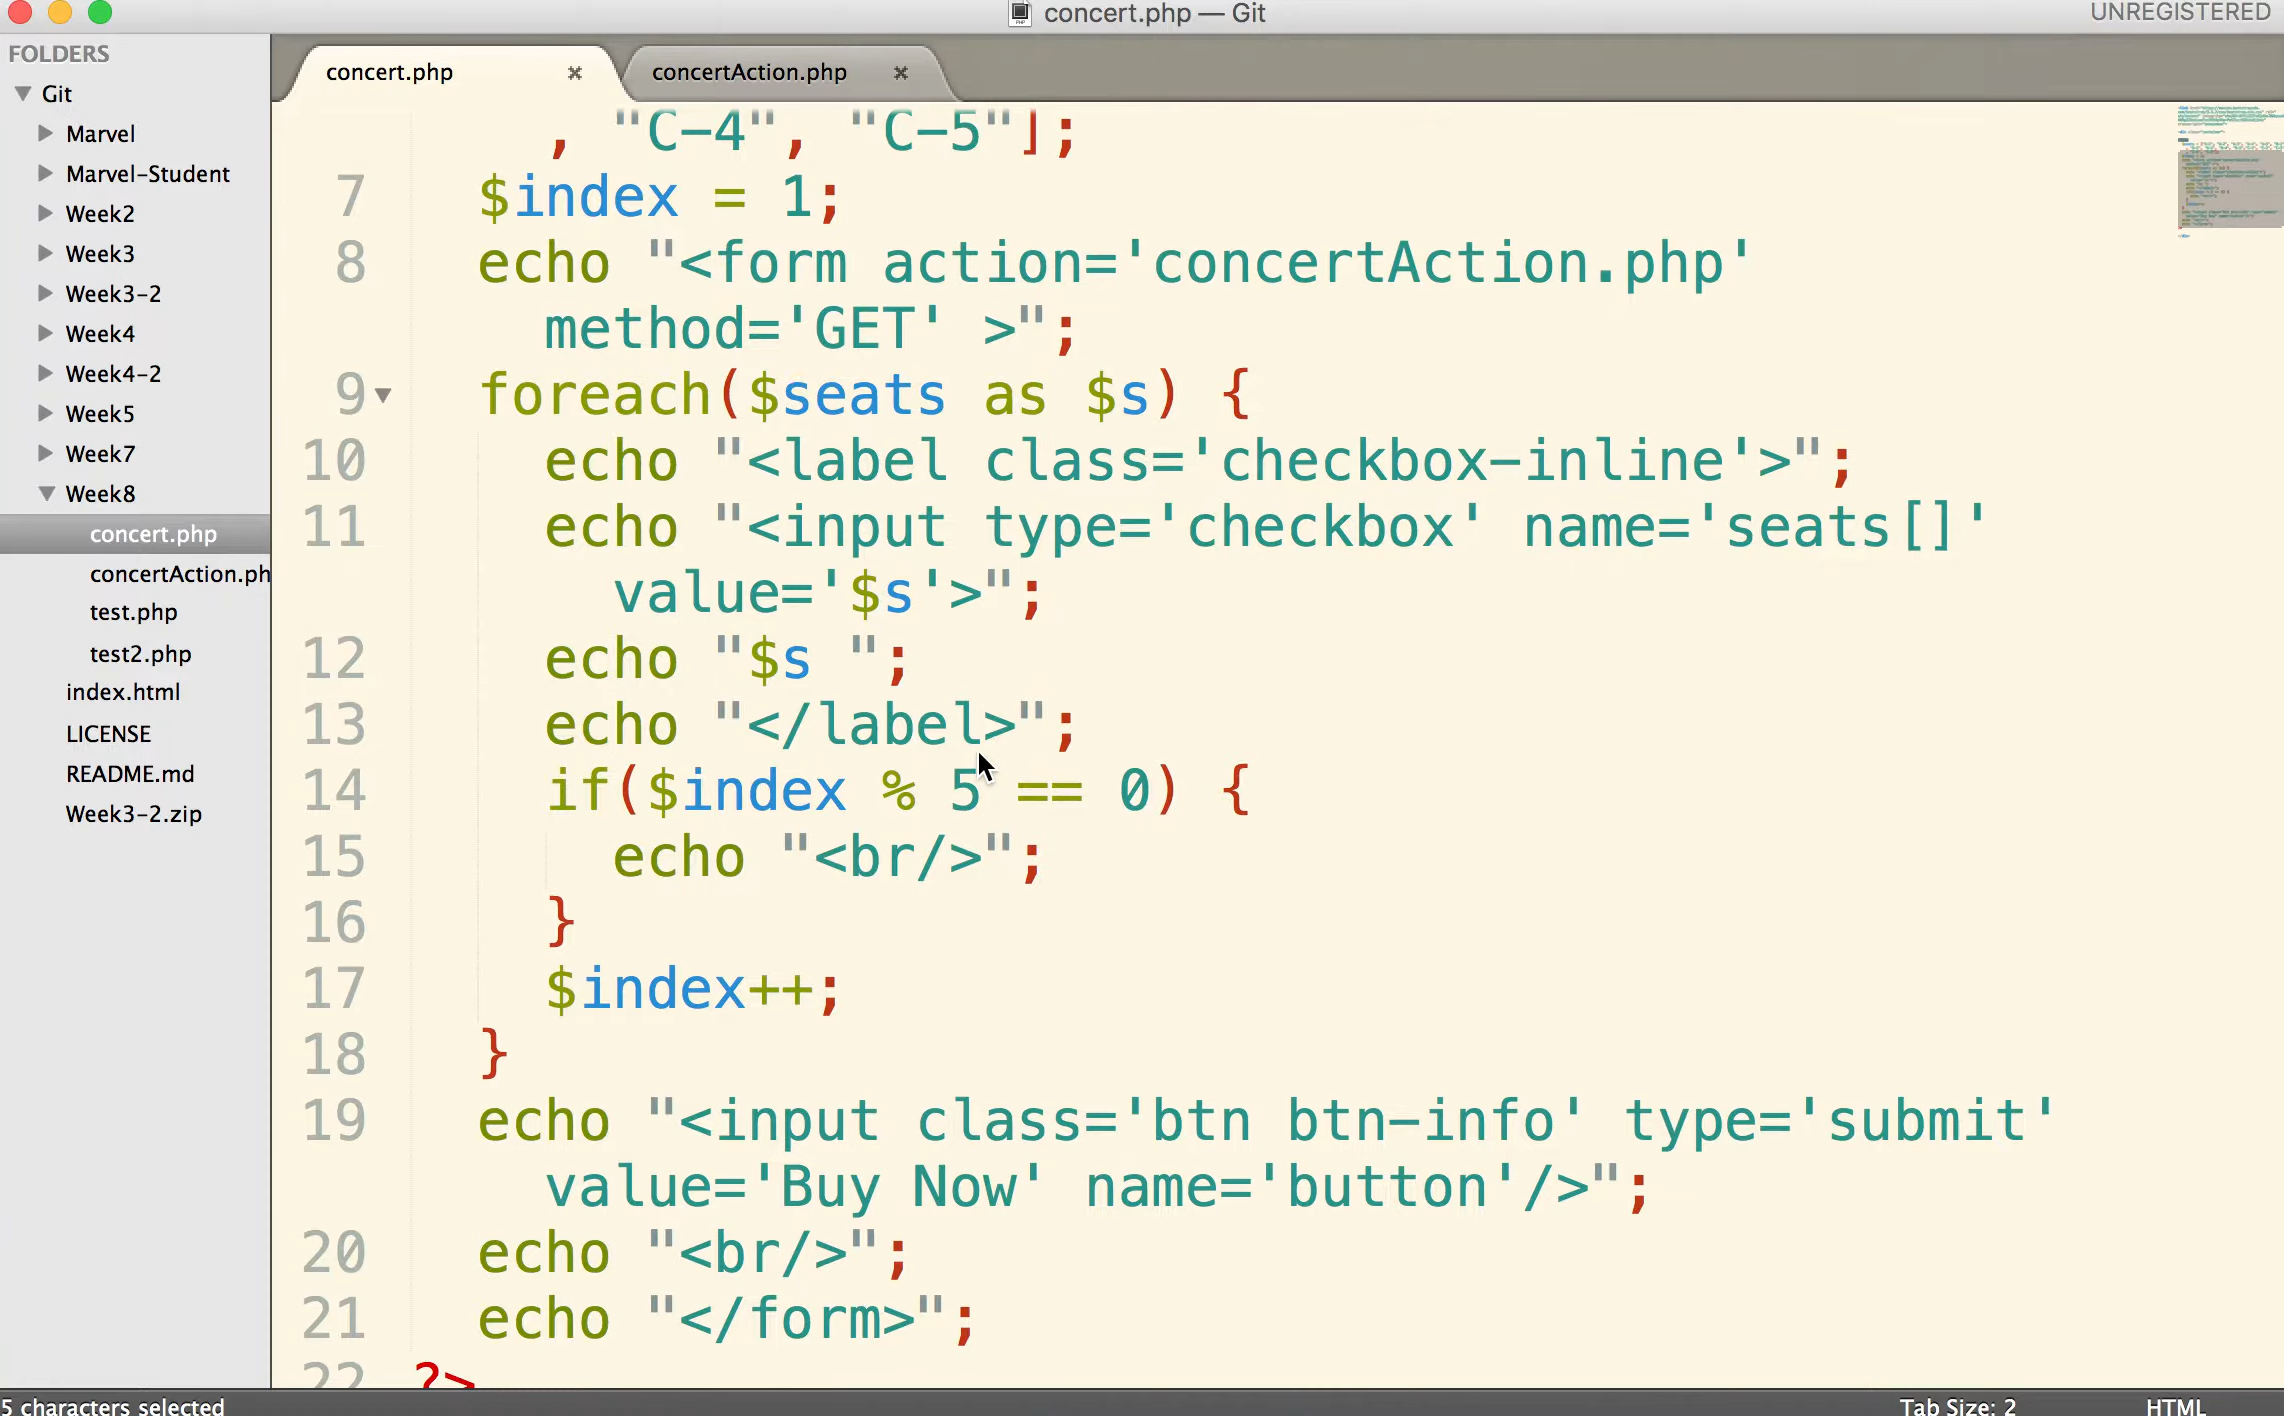 concert.php — Git
UNREGISTERED
FOLDERS
Git
Marvel
Marvel-Student
Week2
Week3
Week3-2
Week4
Week4-2
Week5
Week7
Week8
concert.php
concertAction.ph
test.php
test2.php
index.html
LICENSE
README.md
Week3-2.zip
concert.php
concertAction.php
, "C-4", "C-5"];
7 $index = 1;
8 echo "<form action='concertAction.php'
method='GET' >";
9 foreach($seats as $s) {
10 echo "<label class='checkbox-inline'>";
11 echo "<input type='checkbox' name='seats[]'
value='$s'>";
12 echo "$s ";
13 echo "</label>";
14 if($index % 5 == 0) {
15 echo "<br/>";
16 }
17 $index++;
18 }
19 echo "<input class='btn btn-info' type='submit'
value='Buy Now' name='button'/>";
20 echo "<br/>";
21 echo "</form>";
22 ?>
5 characters selected
Tab Size: 2
HTML